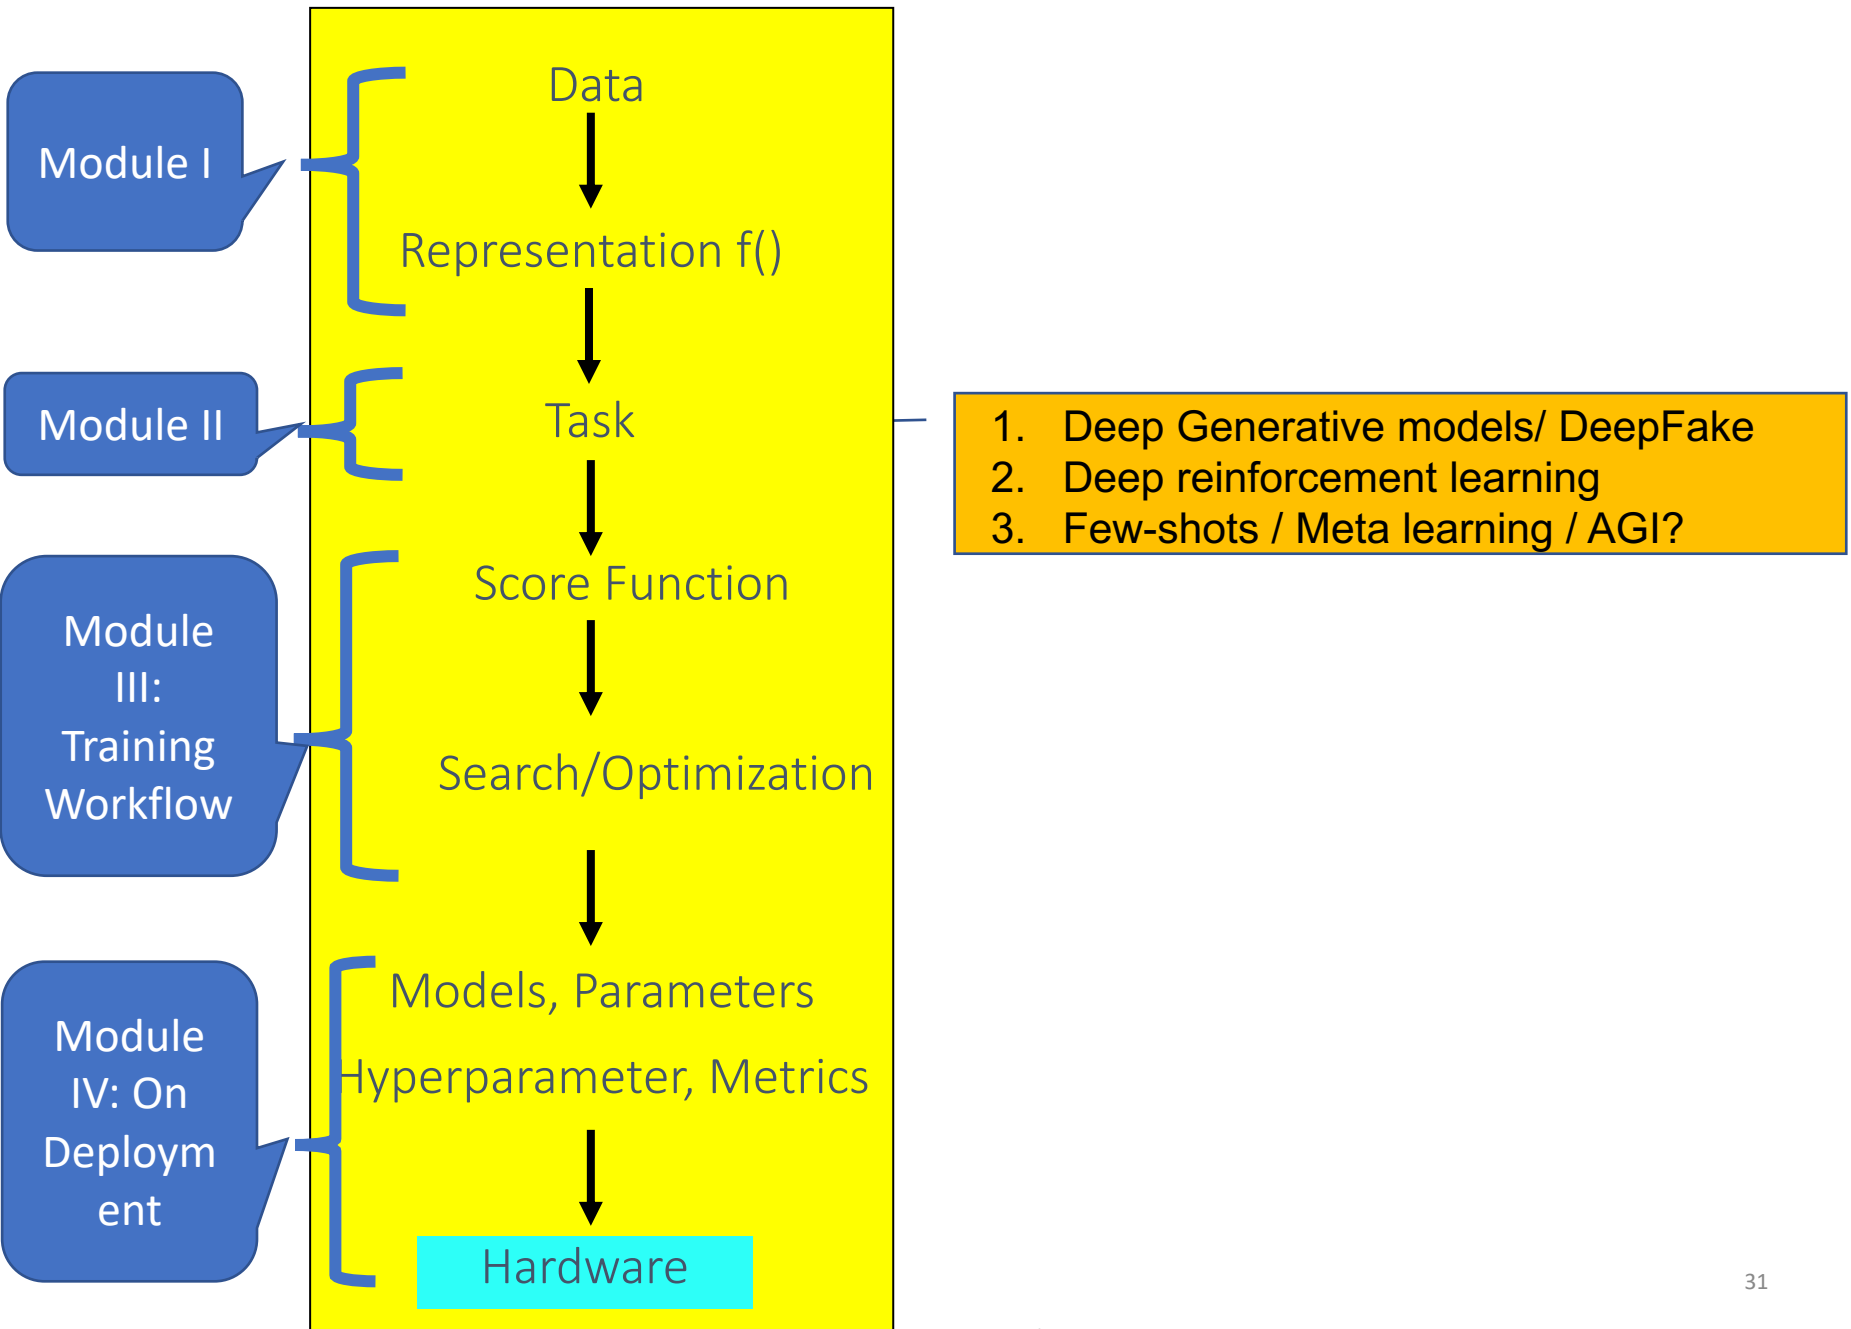 Data
Module I
Representation f()
Module II
Task
1. Deep Generative models/ DeepFake
2. Deep reinforcement learning
3. Few-shots / Meta learning / AGI?
Score Function
Module
III:
Training
Workflow
Search/Optimization
Models, Parameters
Hyperparameter, Metrics
Module
IV: On
Deploym
ent
Hardware
31